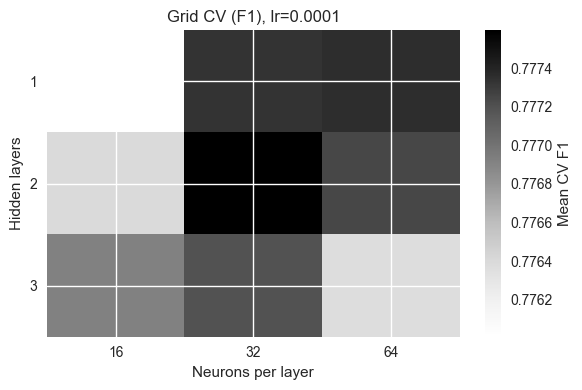 Grid CV (F1), lr=0.0001
Hidden layers
1
2
3
16 32 64
Neurons per layer
0.7774
0.7772
0.7770
0.7768
0.7766
0.7764
0.7762
Mean CV F1